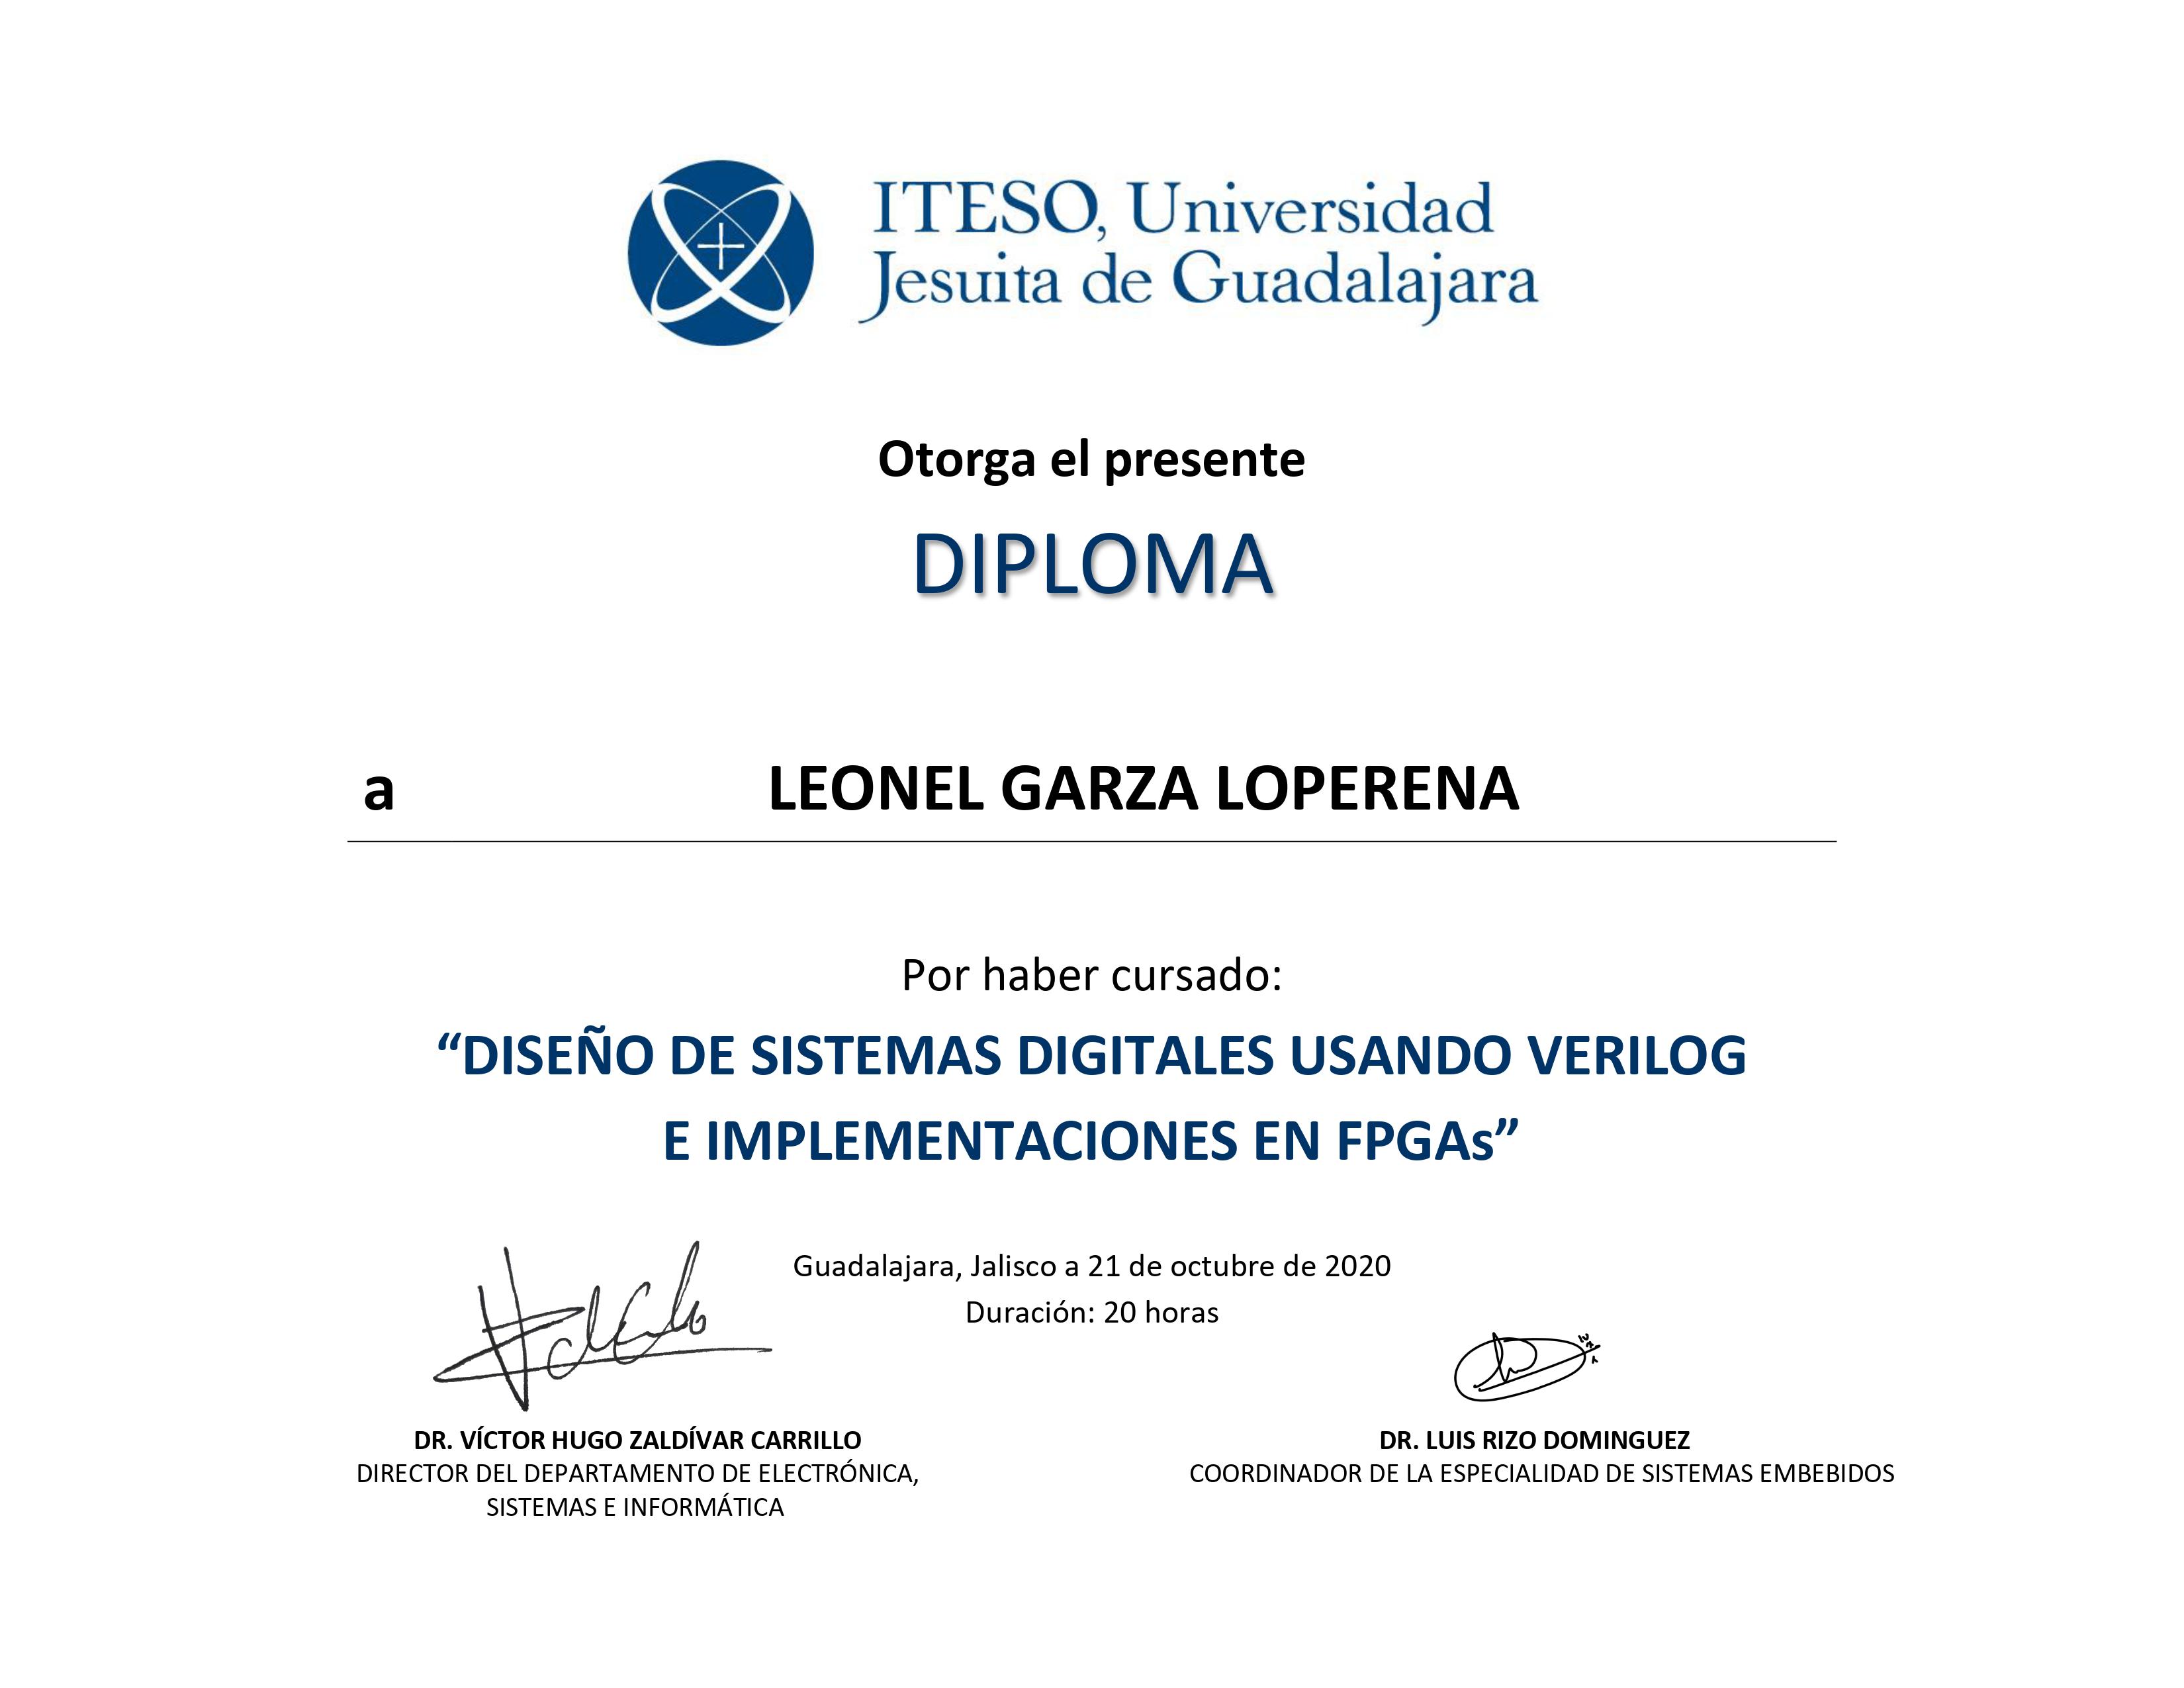 ITESO, Universidad
Jesuita de Guadalajara
Otorga el presente
DIPLOMA
a LEONEL GARZA LOPERENA
Por haber cursado:
“DISEÑO DE SISTEMAS DIGITALES USANDO VERILOG
E IMPLEMENTACIONES EN FPGAs”
Guadalajara, Jalisco a 21 de octubre de 2020
Duración: 20 horas
DR. VÍCTOR HUGO ZALDÍVAR CARRILLO
DIRECTOR DEL DEPARTAMENTO DE ELECTRÓNICA,
SISTEMAS E INFORMÁTICA
DR. LUIS RIZO DOMINGUEZ
COORDINADOR DE LA ESPECIALIDAD DE SISTEMAS EMBEBIDOS